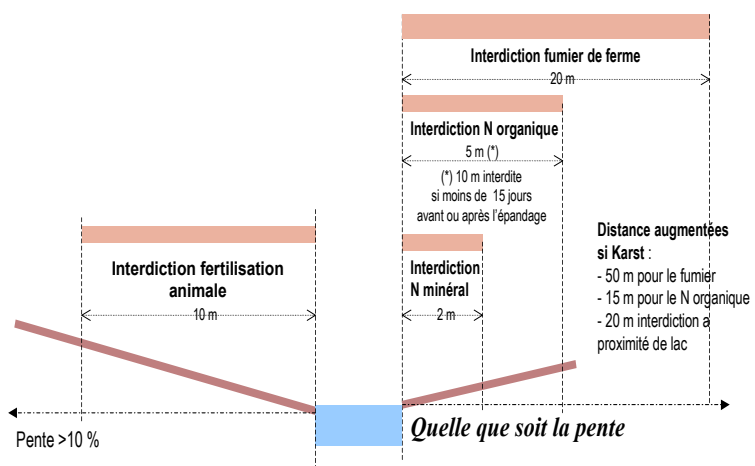 Interdiction fumier de ferme
20 m
Interdiction N organique
5 m (*)
(*) 10 m interdite
si moins de 15 jours
avant ou après l'épandage
Interdiction fertilisation
animale
10 m
Interdiction
N minéral
2 m
Distance augmentées
si Karst :
- 50 m pour le fumier
- 15 m pour le N organique
- 20 m interdiction a
proximité de lac
Pente >10 %
Quelle que soit la pente